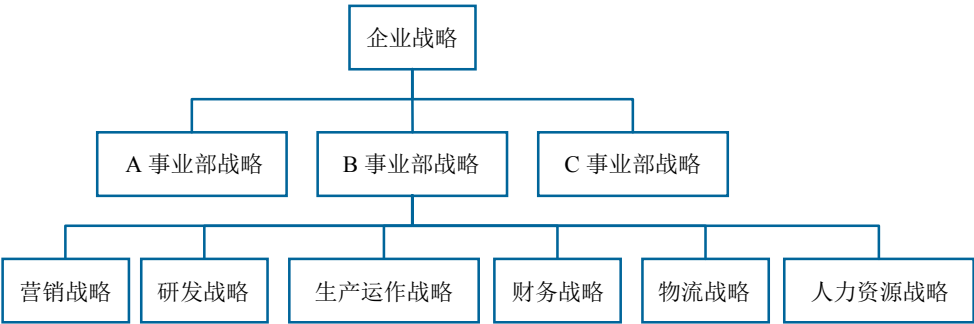 企业战略
A 事业部战略
B 事业部战略
C 事业部战略
营销战略
研发战略
生产运作战略
财务战略
物流战略
人力资源战略